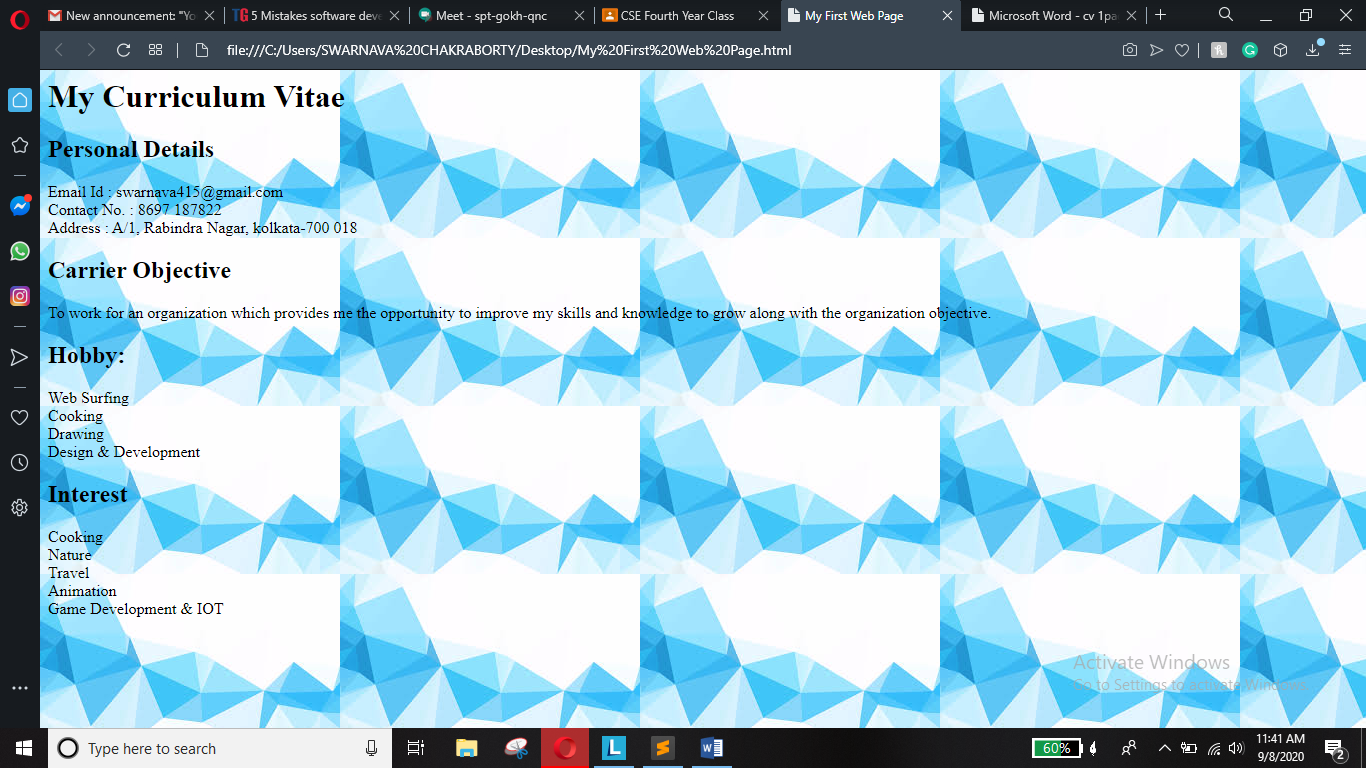 New announcement: "Yo
5 Mistakes software deve
Meet - spt-gokh-qnc
CSE Fourth Year Class
My First Web Page
Microsoft Word - cv 1pa
file:///C:/Users/SWARNAVA%20CHAKRABORTY/Desktop/My%20First%20Web%20Page.html
My Curriculum Vitae
Personal Details
Email Id : swarnava415@gmail.com
Contact No. : 8697 187822
Address : A/1, Rabindra Nagar, kolkata-700 018
Carrier Objective
To work for an organization which provides me the opportunity to improve my skills and knowledge to grow along with the organization objective.
Hobby:
Web Surfing
Cooking
Drawing
Design & Development
Interest
Cooking
Nature
Travel
Animation
Game Development & IOT
Activate Windows
Go to Settings to activate Windows.
Type here to search
60%
11:41 AM
9/8/2020
2